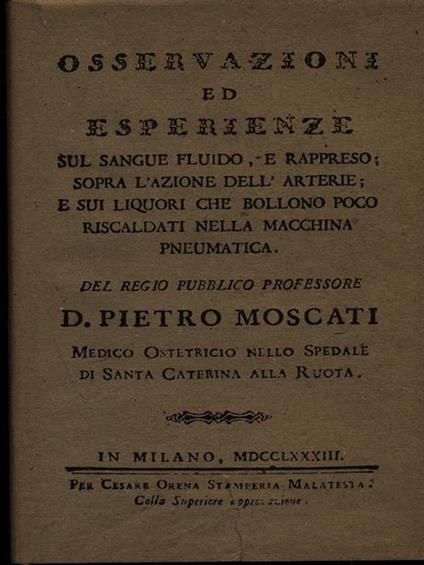 OSSERVAZIONI
ED
ESPERIENZE
SUL SANGUE FLUIDO, E RAPPRESO;
SOPRA L'AZIONE DELL' ARTERIE;
E SUI LIQUORI CHE BOLLONO POCO
RISCALDATI NELLA MACCHINA
PNEUMATICA.
DEL REGIO PUBBLICO PROFESSORE
D. PIETRO MOSCATI
MEDICO OSTETRICIO NELLO SPEDALE
DI SANTA CATERINA ALLA RUOTA.
IN MILANO, MDCCLXXXIII.
PER CESARE ORENA STAMPERIA MALATESTA.
Colla Superiore approvazione.